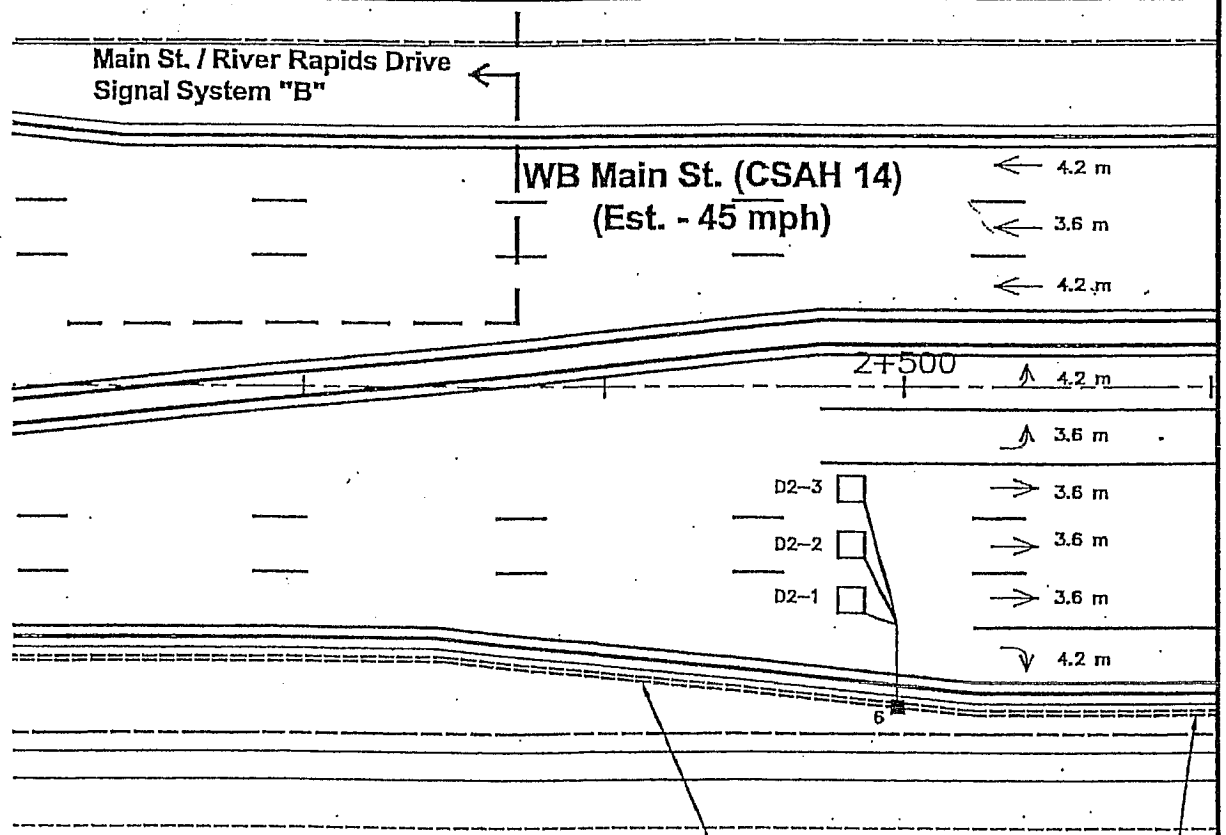 Main St. / River Rapids Drive
Signal System "B"
WB Main St. (CSAH 14)
(Est. - 45 mph)
4.2 m
3.6 m
4.2 m
2+500
4.2 m
3.6 m
D2-3
3.6 m
D2-2
3.6 m
D2-1
3.6 m
4.2 m
6